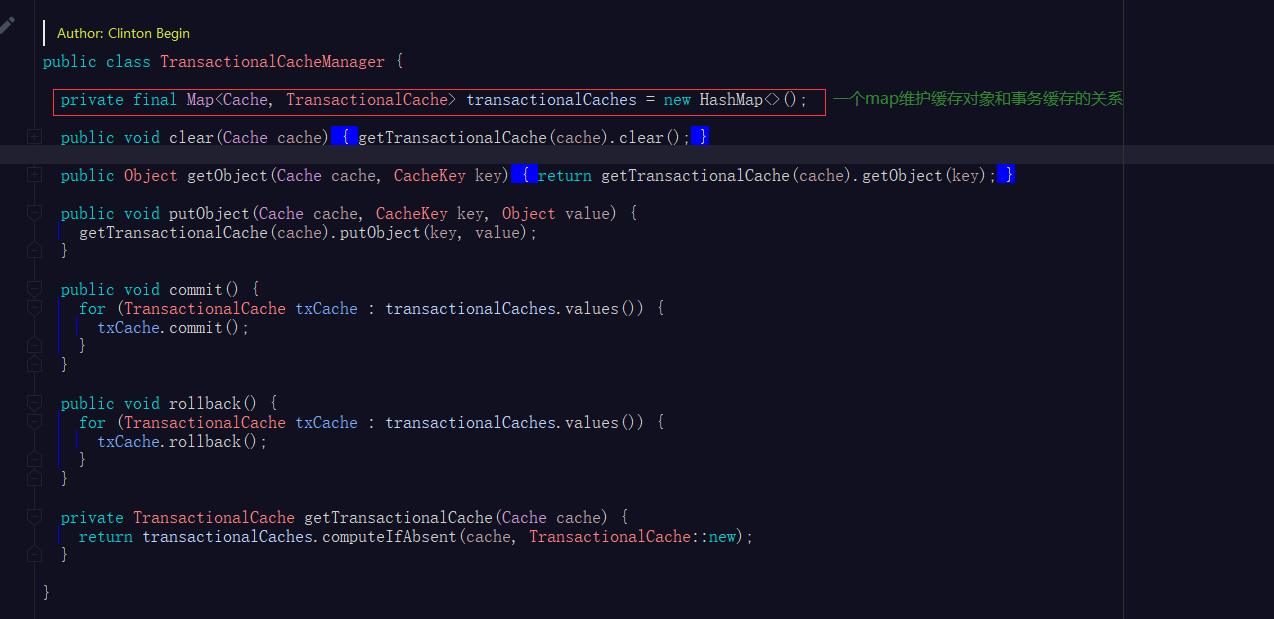 Author: Clinton Begin
public class TransactionalCacheManager {
private final Map<Cache, TransactionalCache> transactionalCaches = new HashMap<>(); 一个map维护缓存对象和事务缓存的关系
public void clear(Cache cache) { getTransactionalCache(cache).clear(); }
public Object getObject(Cache cache, CacheKey key) { return getTransactionalCache(cache).getObject(key); }
public void putObject(Cache cache, CacheKey key, Object value) {
getTransactionalCache(cache).putObject(key, value);
}
public void commit() {
for (TransactionalCache txCache : transactionalCaches.values()) {
txCache.commit();
}
}
public void rollback() {
for (TransactionalCache txCache : transactionalCaches.values()) {
txCache.rollback();
}
}
private TransactionalCache getTransactionalCache(Cache cache) {
return transactionalCaches.computeIfAbsent(cache, TransactionalCache::new);
}
}